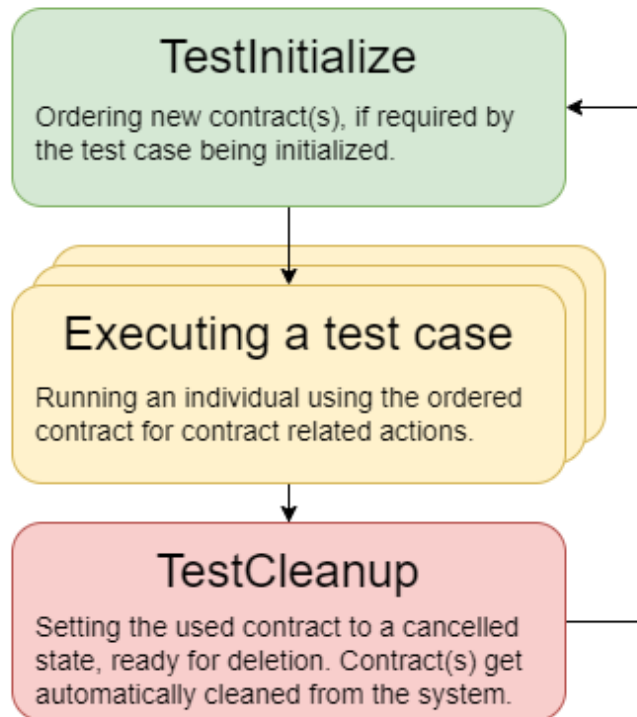 TestInitialize
Ordering new contract(s), if required by
the test case being initialized.
Executing a test case
Running an individual using the ordered
contract for contract related actions.
TestCleanup
Setting the used contract to a cancelled
state, ready for deletion. Contract(s) get
automatically cleaned from the system.